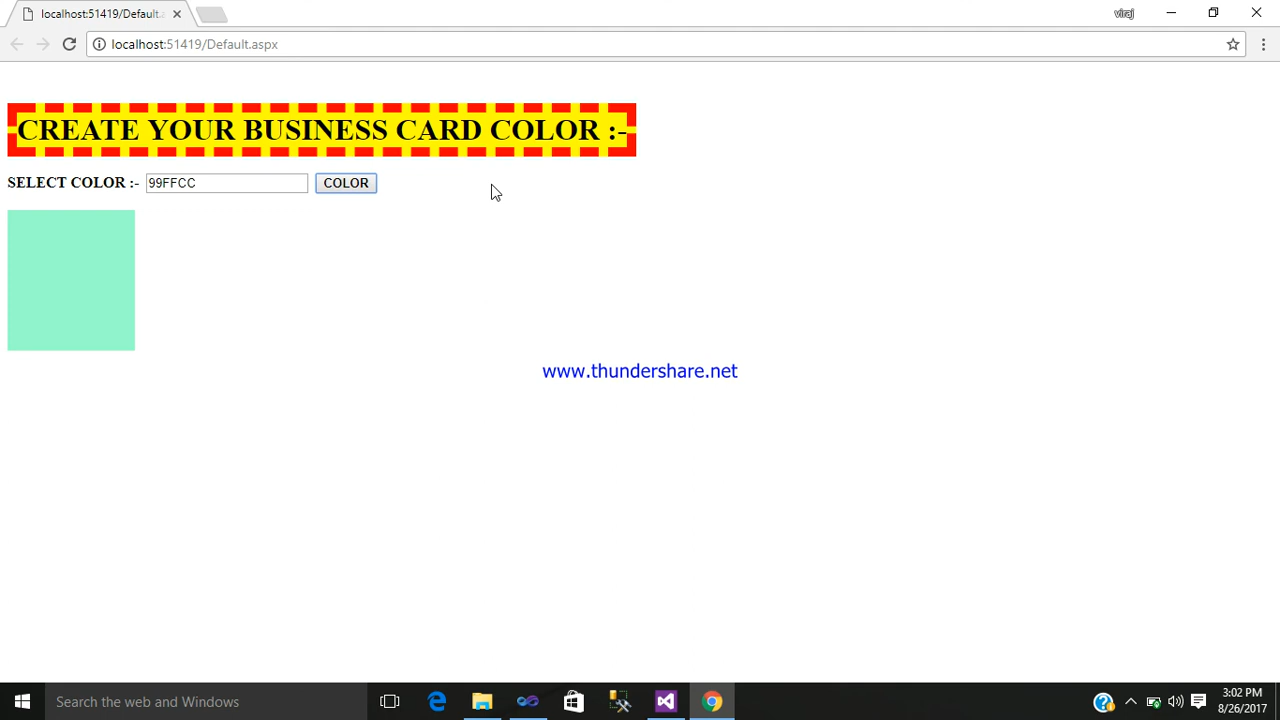 localhost:51419/Default.a
viraj
localhost:51419/Default.aspx
CREATE YOUR BUSINESS CARD COLOR :-
SELECT COLOR :- 99FFCC COLOR
www.thundershare.net
Search the web and Windows
3:02 PM
8/26/2017